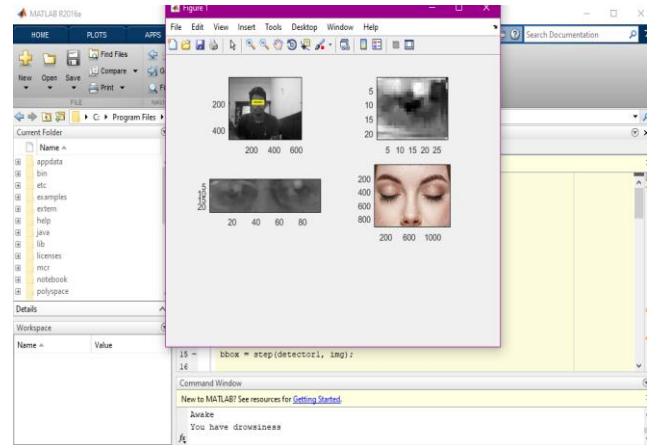 MATLAB R2016a
Figure 1
HOME PLOTS APPS
File Edit View Insert Tools Desktop Window Help
Search Documentation
New Open Save
Find Files
Compare
Print
FILE
C: Program Files
Current Folder
Name
appdata
bin
etc
examples
extern
help
java
lib
licenses
mcr
notebook
polyspace
Details
Workspace
Name Value
200
400
200 400 600
5
10
15
20
5 10 15 20 25
20 40 60 80
200
400
600
800
200 600 1000
15 - bbox = step(detector1, img);
16
Command Window
New to MATLAB? See resources for Getting Started.
Awake
You have drowsiness
fx